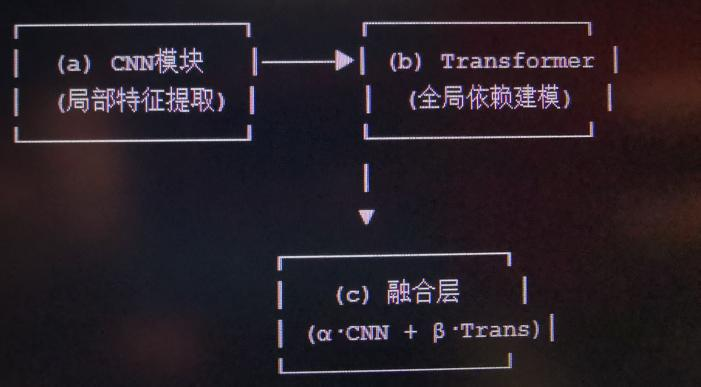 (a) CNN模块
(局部特征提取)
(b) Transformer
(全局依赖建模)
(c) 融合层
(α·CNN + β·Trans)